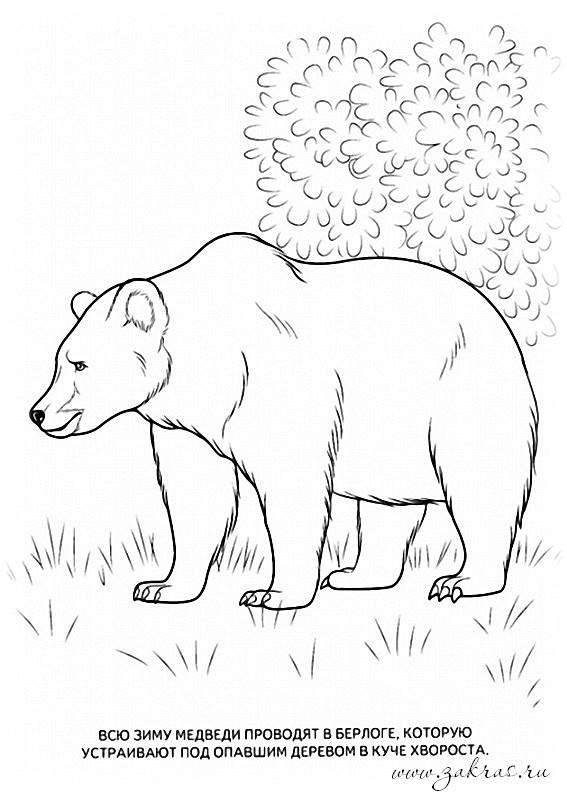 ВСЮ ЗИМУ МЕДВЕДИ ПРОВОДЯТ В БЕРЛОГЕ, КОТОРУЮ
УСТРАИВАЮТ ПОД ОПАВШИМ ДЕРЕВОМ В КУЧЕ ХВОРОСТА.
www.zakras.ru